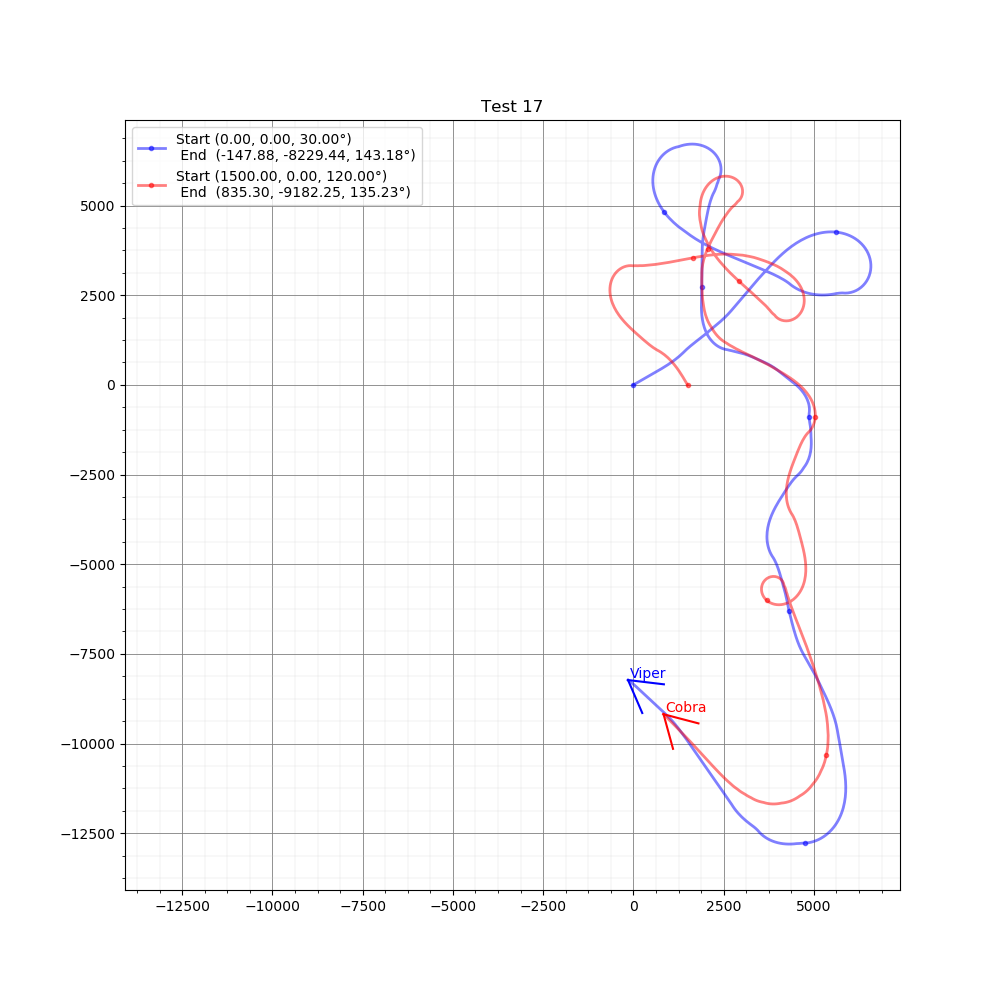 Test 17
Start (0.00, 0.00, 30.00°)
End  (-147.88, -8229.44, 143.18°)
Start (1500.00, 0.00, 120.00°)
End  (835.30, -9182.25, 135.23°)
5000
2500
0
−2500
−5000
−7500
Viper
Cobra
−10000
−12500
−12500
−10000
−7500
−5000
−2500
0
2500
5000